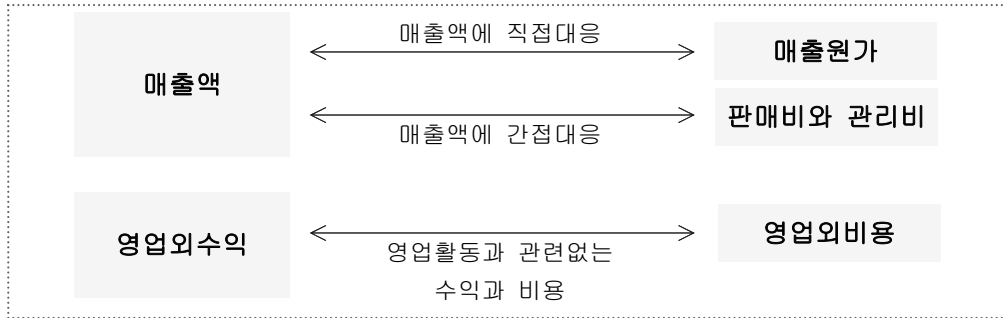 매출액에 직접대응
매출원가
매출액
판매비와 관리비
매출액에 간접대응
영업외수익
영업외비용
영업활동과 관련없는
수익과 비용